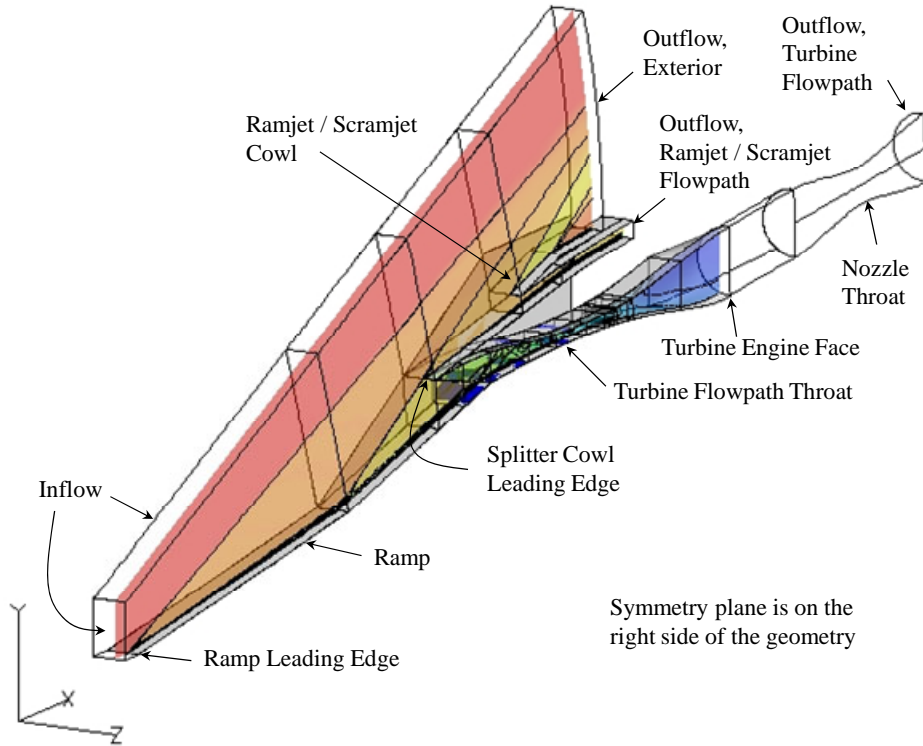 Outflow,
Exterior
Outflow,
Turbine
Flowpath
Ramjet / Scramjet
Cowl
Outflow,
Ramjet / Scramjet
Flowpath
Nozzle
Throat
Turbine Engine Face
Turbine Flowpath Throat
Splitter Cowl
Leading Edge
Inflow
Ramp
Symmetry plane is on the
right side of the geometry
Ramp Leading Edge
Y
X
Z